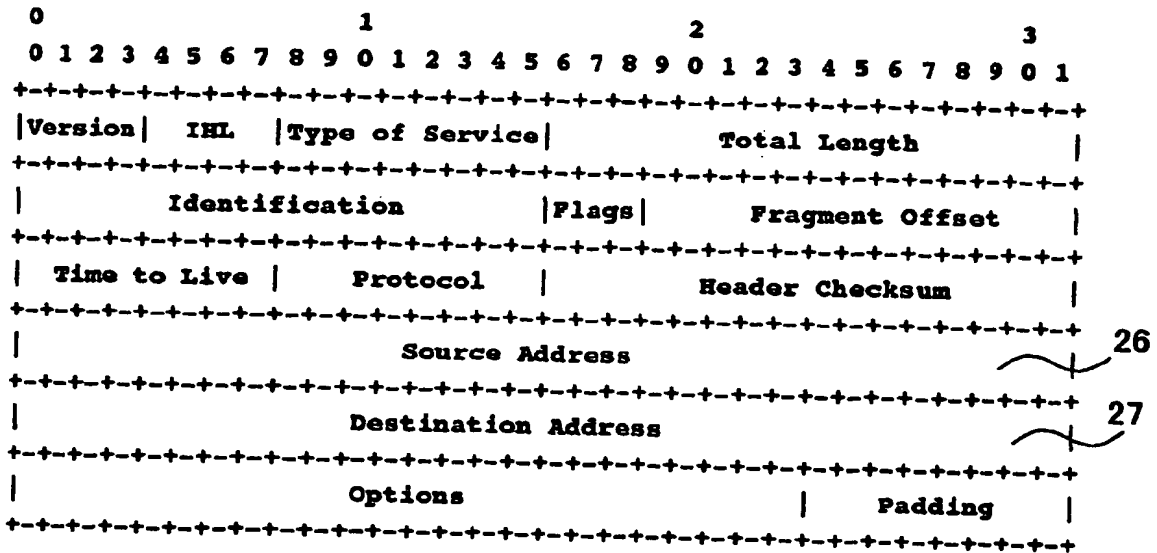 0                   1                   2                   3
0 1 2 3 4 5 6 7 8 9 0 1 2 3 4 5 6 7 8 9 0 1 2 3 4 5 6 7 8 9 0 1
+-+-+-+-+-+-+-+-+-+-+-+-+-+-+-+-+-+-+-+-+-+-+-+-+-+-+-+-+-+-+-+-+
|Version| IHL |Type of Service| Total Length |
+-+-+-+-+-+-+-+-+-+-+-+-+-+-+-+-+-+-+-+-+-+-+-+-+-+-+-+-+-+-+-+-+
| Identification |Flags| Fragment Offset |
+-+-+-+-+-+-+-+-+-+-+-+-+-+-+-+-+-+-+-+-+-+-+-+-+-+-+-+-+-+-+-+-+
| Time to Live | Protocol | Header Checksum |
+-+-+-+-+-+-+-+-+-+-+-+-+-+-+-+-+-+-+-+-+-+-+-+-+-+-+-+-+-+-+-+-+
| Source Address | 26
+-+-+-+-+-+-+-+-+-+-+-+-+-+-+-+-+-+-+-+-+-+-+-+-+-+-+-+-+-+-+-+-+
| Destination Address | 27
+-+-+-+-+-+-+-+-+-+-+-+-+-+-+-+-+-+-+-+-+-+-+-+-+-+-+-+-+-+-+-+-+
| Options | Padding |
+-+-+-+-+-+-+-+-+-+-+-+-+-+-+-+-+-+-+-+-+-+-+-+-+-+-+-+-+-+-+-+-+